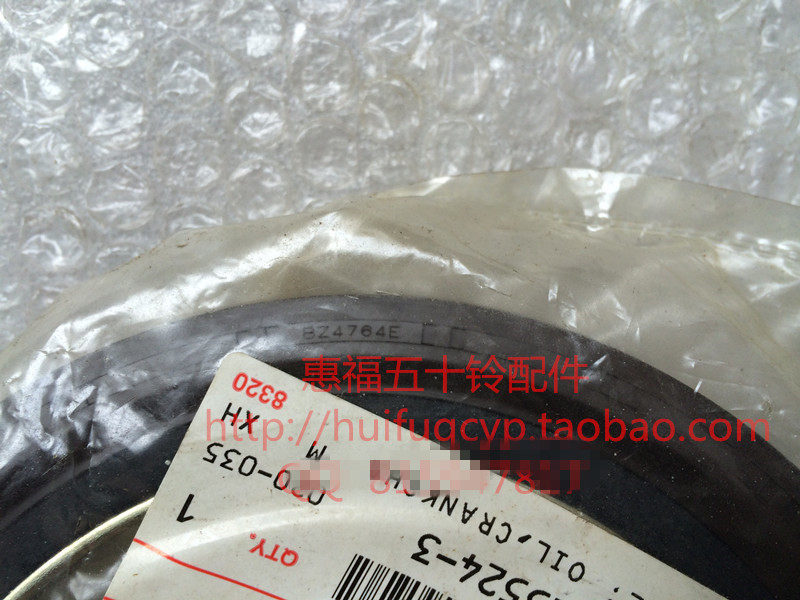 BZ4764E
惠福五十铃配件
http://huifuqcyp.taobao.com
8320
XH
M
020-035
1
QTY.
5524-3
OIL,CRANKSH